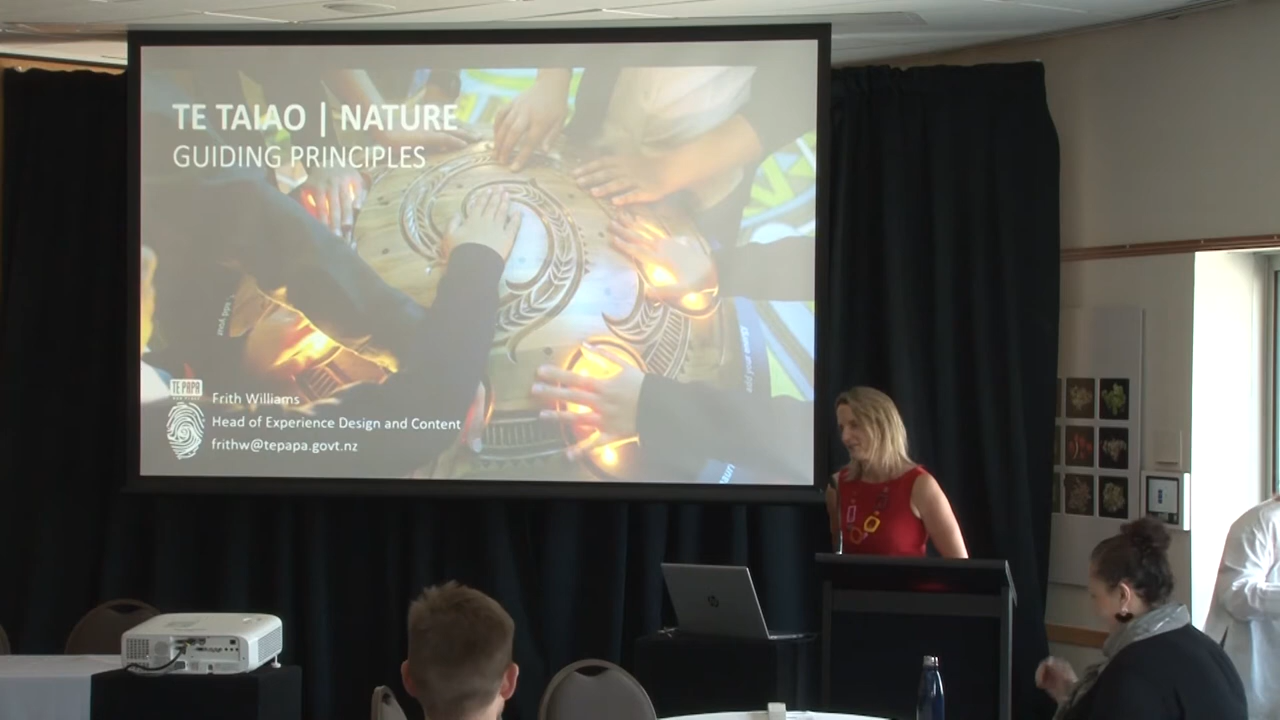 TE TAIAO | NATURE
GUIDING PRINCIPLES
TE PAPA
Frith Williams
Head of Experience Design and Content
frithw@tepapa.govt.nz